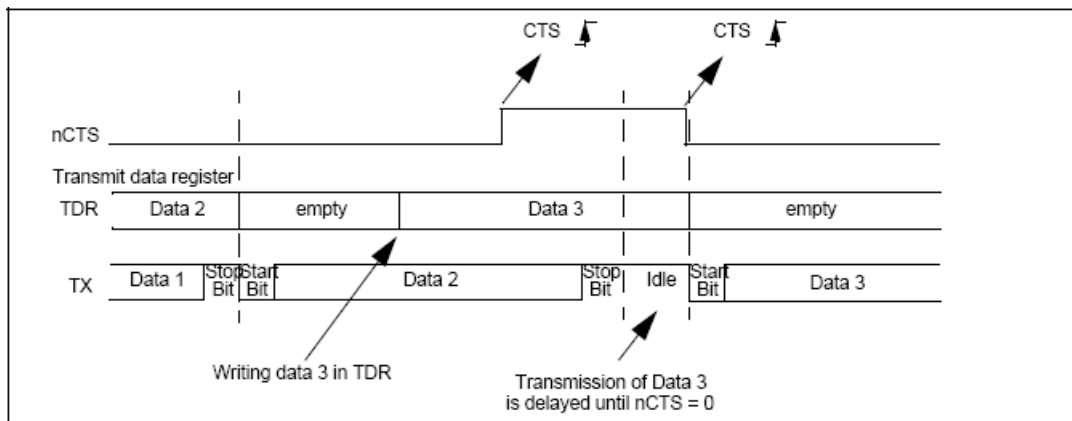 CTS CTS
nCTS
Transmit data register
TDR Data 2 empty Data 3 empty
TX Data 1 Stop Bit Start Bit Data 2 Stop Bit Idle Start Bit Data 3
Writing data 3 in TDR
Transmission of Data 3
is delayed until nCTS = 0